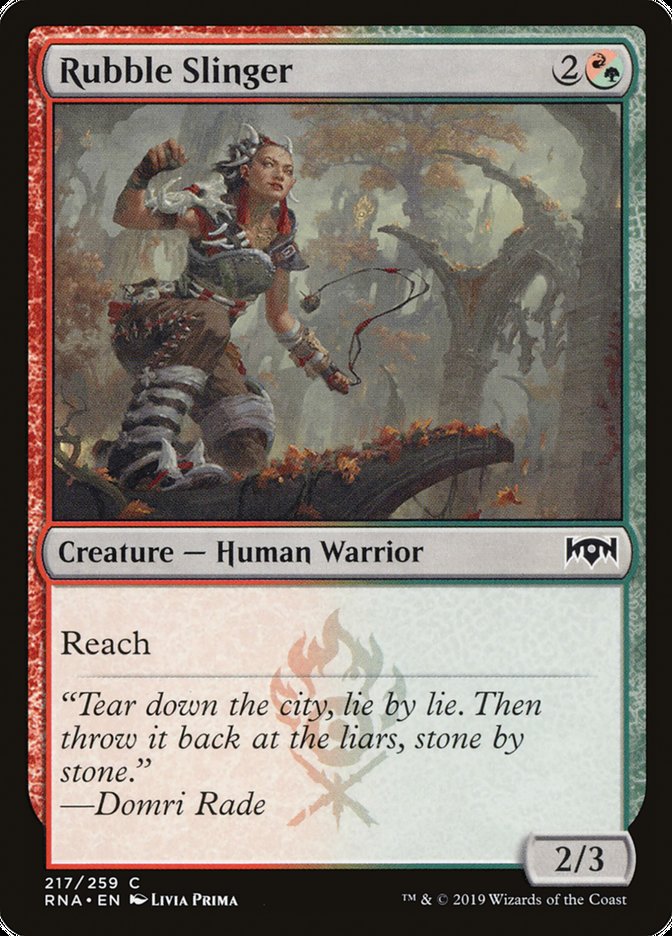 Rubble Slinger 2
Creature — Human Warrior
Reach
“Tear down the city, lie by lie. Then
throw it back at the liars, stone by
stone.”
—Domri Rade
2/3
217/259 C
RNA • EN Livia Prima
™ & © 2019 Wizards of the Coast